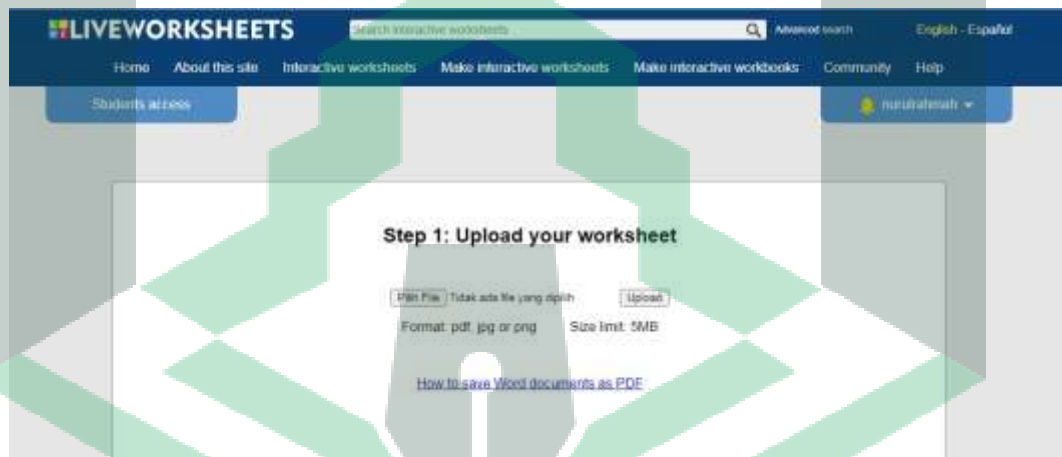 LIVEWORKSHEETS
Search interactive worksheets
Advanced search
English - Español
Home About this site Interactive worksheets Make interactive worksheets Make interactive workbooks Community Help
Students access
nurulrahmah
Step 1: Upload your worksheet
Pilih File Tidak ada file yang dipilih Upload
Format: pdf, jpg or png Size limit: 5MB
How to save Word documents as PDF